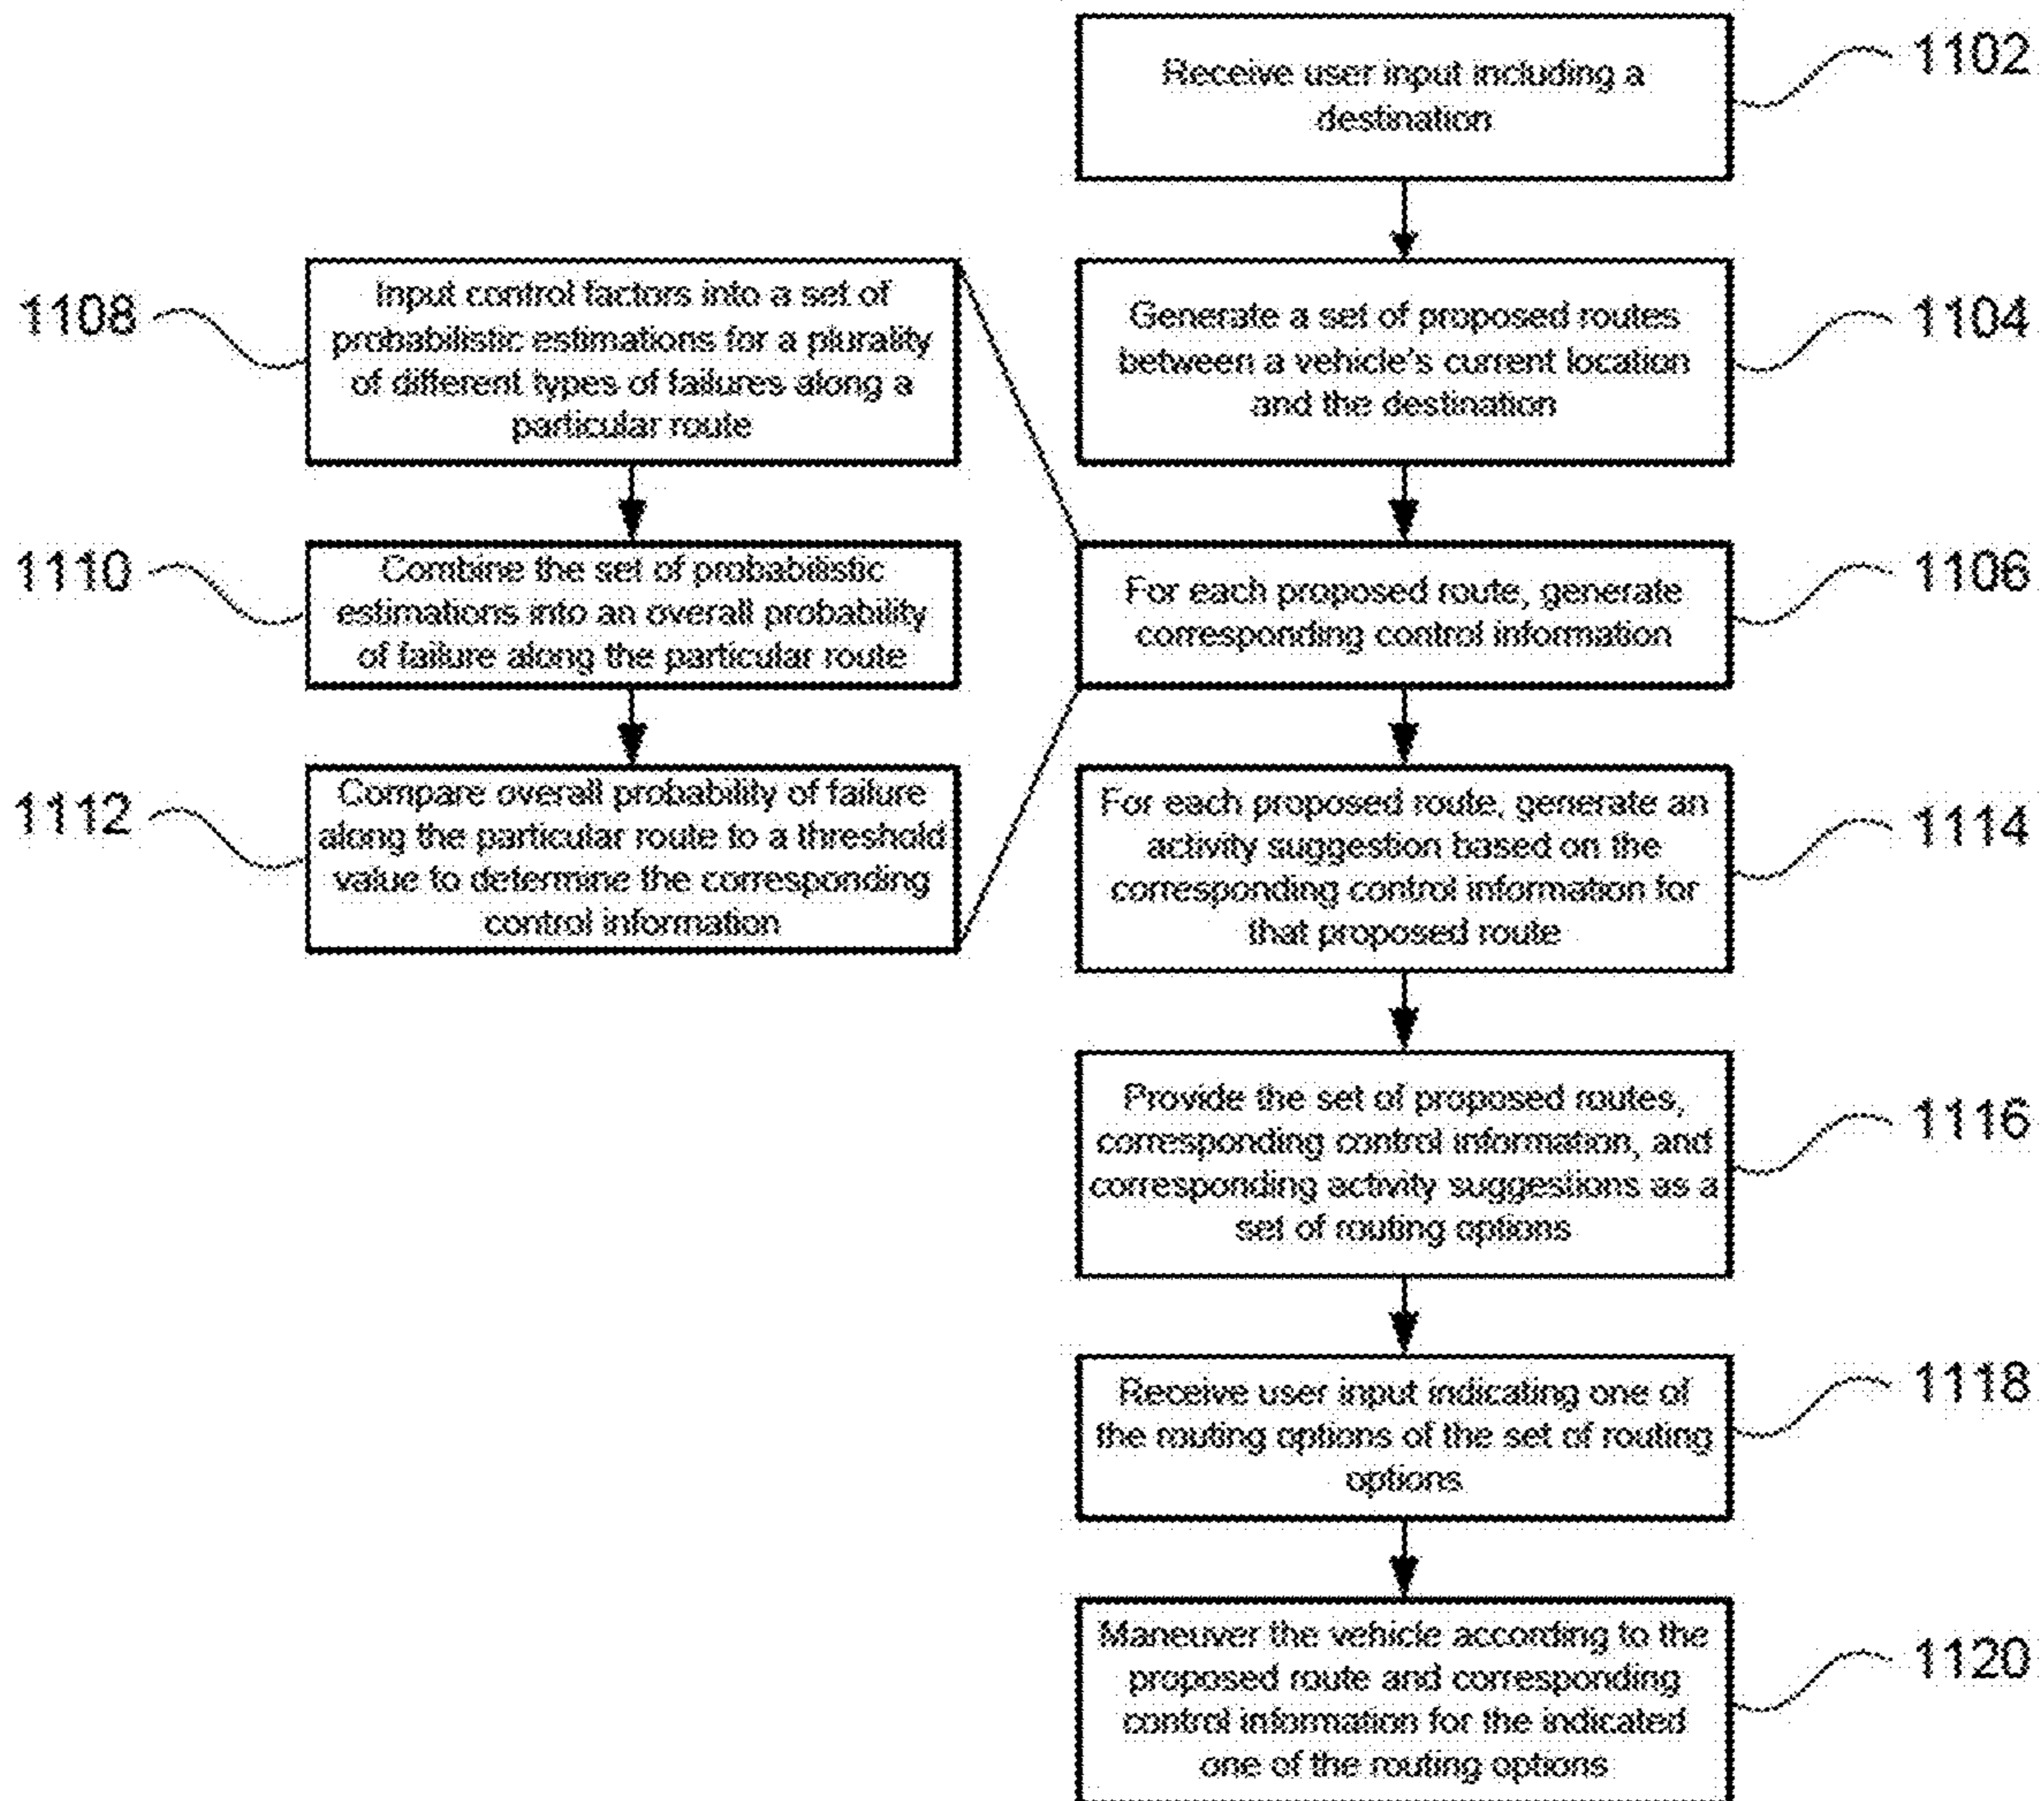 Receive user input including a
destination
1102
Generate a set of proposed routes
between a vehicle's current location
and the destination
1104
For each proposed route, generate
corresponding control information
1106
1108
Input control factors into a set of
probabilistic estimations for a plurality
of different types of failures along a
particular route
1110
Combine the set of probabilistic
estimations into an overall probability
of failure along the particular route
1112
Compare overall probability of failure
along the particular route to a threshold
value to determine the corresponding
control information
For each proposed route, generate an
activity suggestion based on the
corresponding control information for
that proposed route
1114
Provide the set of proposed routes,
corresponding control information, and
corresponding activity suggestions as a
set of routing options
1116
Receive user input indicating one of
the routing options of the set of routing
options
1118
Maneuver the vehicle according to the
proposed route and corresponding
control information for the indicated
one of the routing options
1120